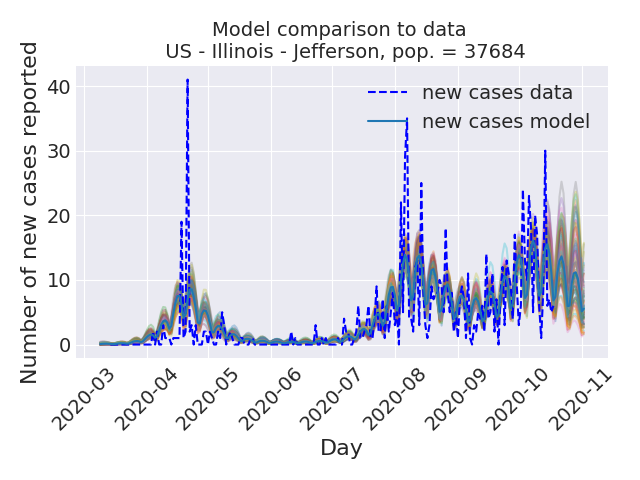 Model comparison to data
US - Illinois - Jefferson, pop. = 37684
Number of new cases reported
40
30
20
10
0
new cases data
new cases model
2020-03
2020-04
2020-05
2020-06
2020-07
2020-08
2020-09
2020-10
2020-11
Day